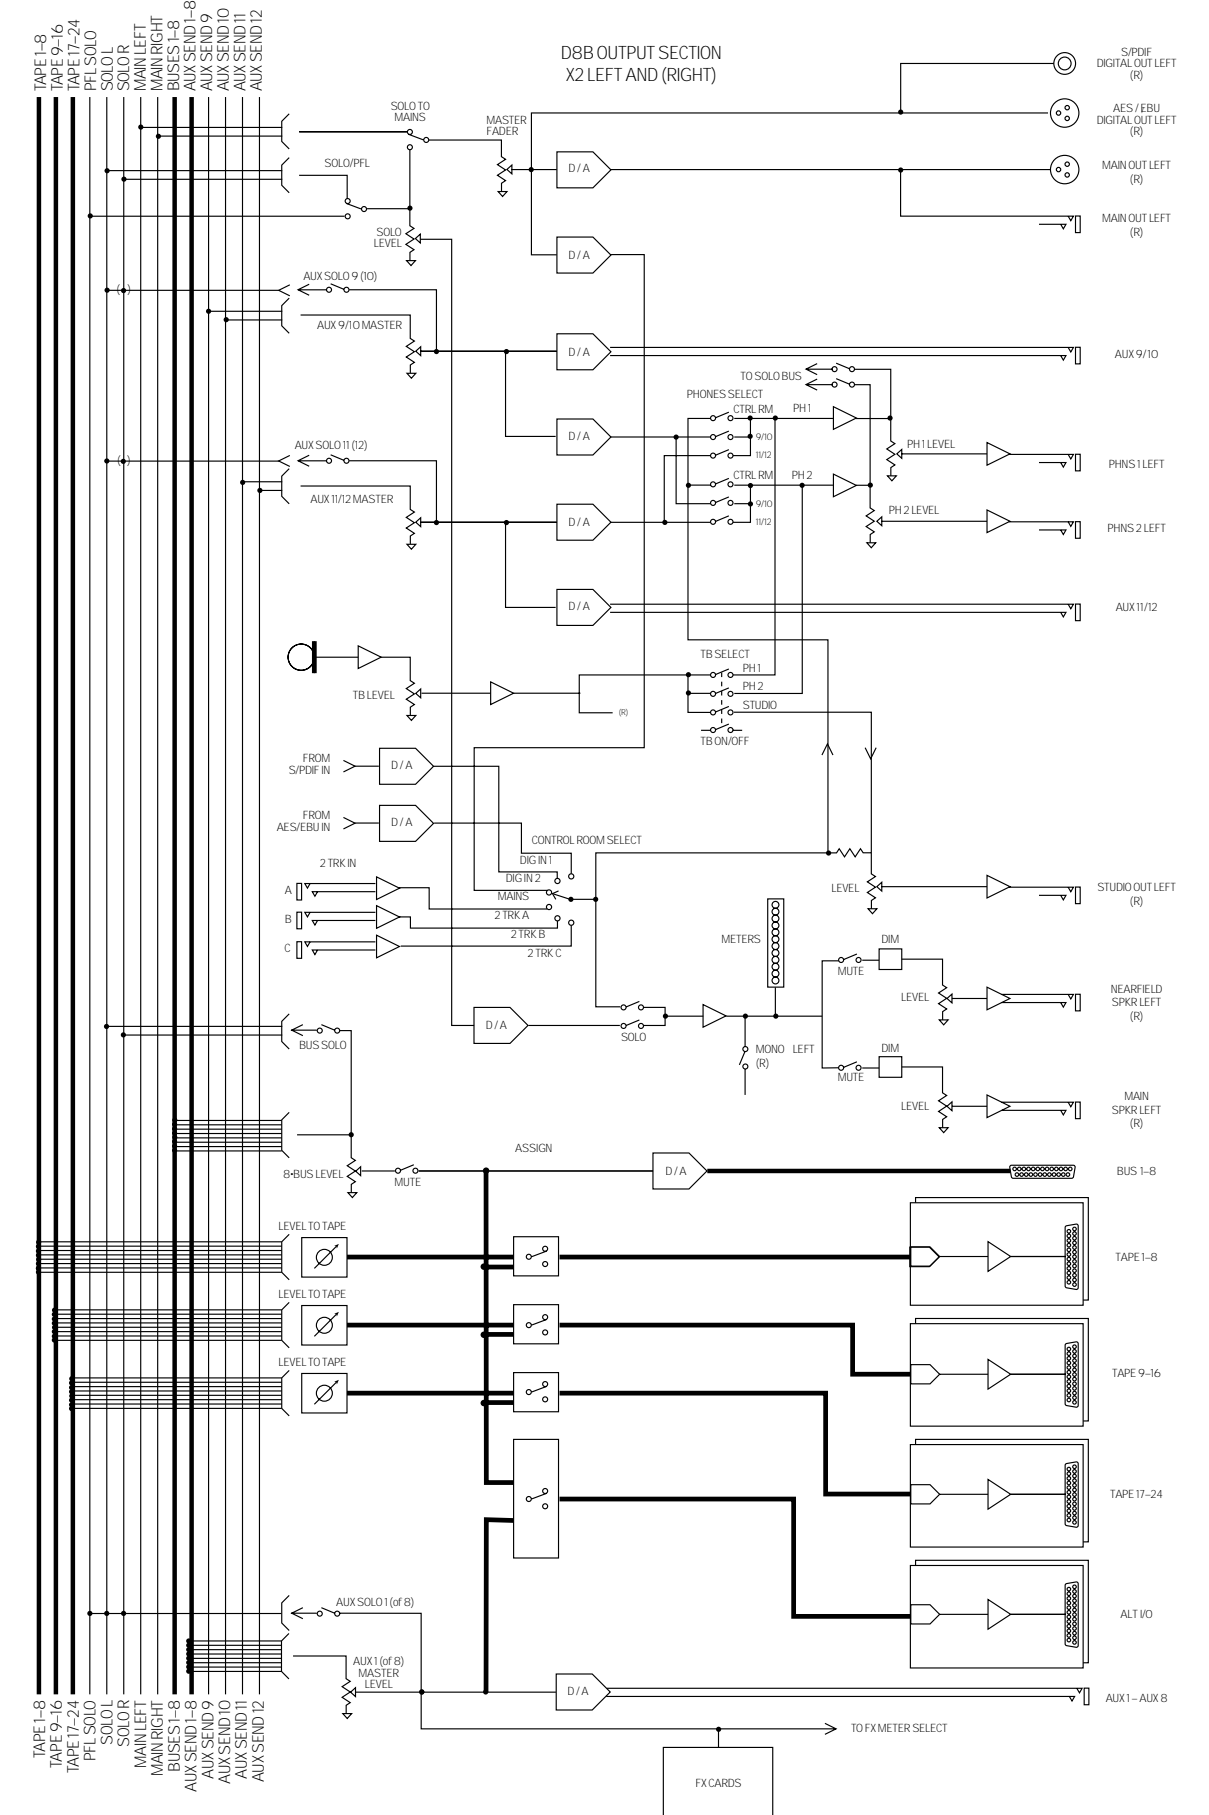 TAPE 1–8
TAPE 9–16
TAPE 17–24
PFL SOLO
SOLO L
SOLO R
MAIN LEFT
MAIN RIGHT
BUSES 1–8
AUX SEND 1–8
AUX SEND 9
AUX SEND 10
AUX SEND 11
AUX SEND 12
D8B OUTPUT SECTION
X2 LEFT AND (RIGHT)
S/PDIF
DIGITAL OUT LEFT
(R)
SOLO TO
MAINS
MASTER
FADER
AES / EBU
DIGITAL OUT LEFT
(R)
SOLO/PFL
D / A
MAIN OUT LEFT
(R)
MAIN OUT LEFT
(R)
SOLO
LEVEL
D / A
AUX SOLO 9 (10)
AUX 9/10 MASTER
D / A
AUX 9/10
TO SOLO BUS
PHONES SELECT
CTRL RM
PH 1
D / A
9/10
11/12
PH 1 LEVEL
PHNS 1 LEFT
AUX SOLO 11 (12)
AUX 11/12 MASTER
CTRL RM
PH 2
9/10
11/12
D / A
PH 2 LEVEL
PHNS 2 LEFT
D / A
AUX 11/12
TB LEVEL
(R)
TB SELECT
PH 1
PH 2
STUDIO
TB ON/OFF
FROM
S/PDIF IN
D / A
FROM
AES/EBU IN
D / A
CONTROL ROOM SELECT
2 TRK IN
DIG IN 1
DIG IN 2
MAINS
2 TRK A
2 TRK B
2 TRK C
A
B
C
LEVEL
STUDIO OUT LEFT
(R)
METERS
DIM
MUTE
LEVEL
NEARFIELD
SPKR LEFT
(R)
D / A
SOLO
BUS SOLO
MONO
(R)
LEFT
DIM
MUTE
LEVEL
MAIN
SPKR LEFT
(R)
ASSIGN
8•BUS LEVEL
MUTE
D / A
BUS 1–8
LEVEL TO TAPE
TAPE 1–8
LEVEL TO TAPE
LEVEL TO TAPE
TAPE 9–16
TAPE 17–24
AUX SOLO 1 (of 8)
ALT I/O
AUX 1 (of 8)
MASTER
LEVEL
D / A
AUX 1 – AUX 8
TO FX METER SELECT
FX CARDS
TAPE 1–8
TAPE 9–16
TAPE 17–24
PFL SOLO
SOLO L
SOLO R
MAIN LEFT
MAIN RIGHT
BUSES 1–8
AUX SEND 1–8
AUX SEND 9
AUX SEND 10
AUX SEND 11
AUX SEND 12